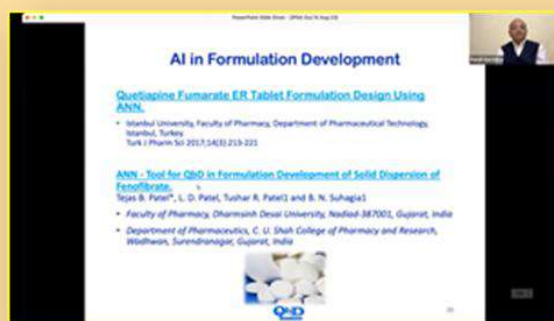 AI in Formulation Development
Quetiapine Fumarate ER Tablet Formulation Design Using
ANN.
• Istanbul University, Faculty of Pharmacy, Department of Pharmaceutical Technology,
Istanbul, Turkey.
Turk J Pharm Sci 2017;14(3):213-221
ANN - Tool for QbD in Formulation Development of Solid Dispersion of
Fenofibrate.
Tejas B. Patel*, L. D. Patel, Tushar R. Patel1 and B. N. Suhagia1
• Faculty of Pharmacy, Dharmsinh Desai University, Nadiad-387001, Gujarat, India
• Department of Pharmaceutics, C. U. Shah College of Pharmacy and Research,
Wadhwan, Surendranagar, Gujarat, India
QbD